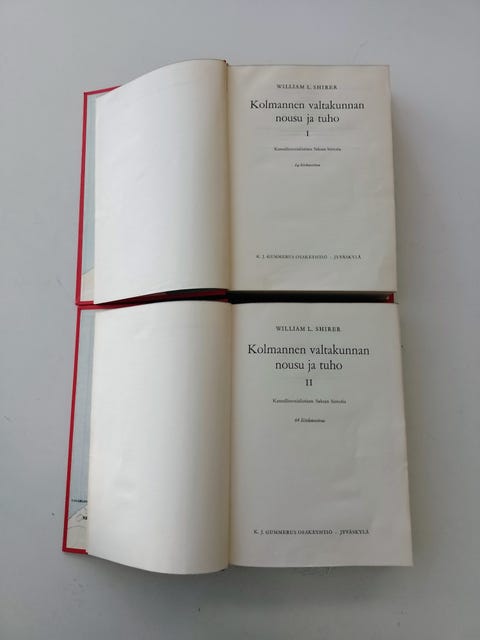 WILLIAM L. SHIRER
Kolmannen valtakunnan
nousu ja tuho
I
Kansallissosialistisen Saksan historia
K. J. GUMMERUS OSAKEYHTIÖ · JYVÄSKYLÄ
WILLIAM L. SHIRER
Kolmannen valtakunnan
nousu ja tuho
II
Kansallissosialistisen Saksan historia
K. J. GUMMERUS OSAKEYHTIÖ · JYVÄSKYLÄ